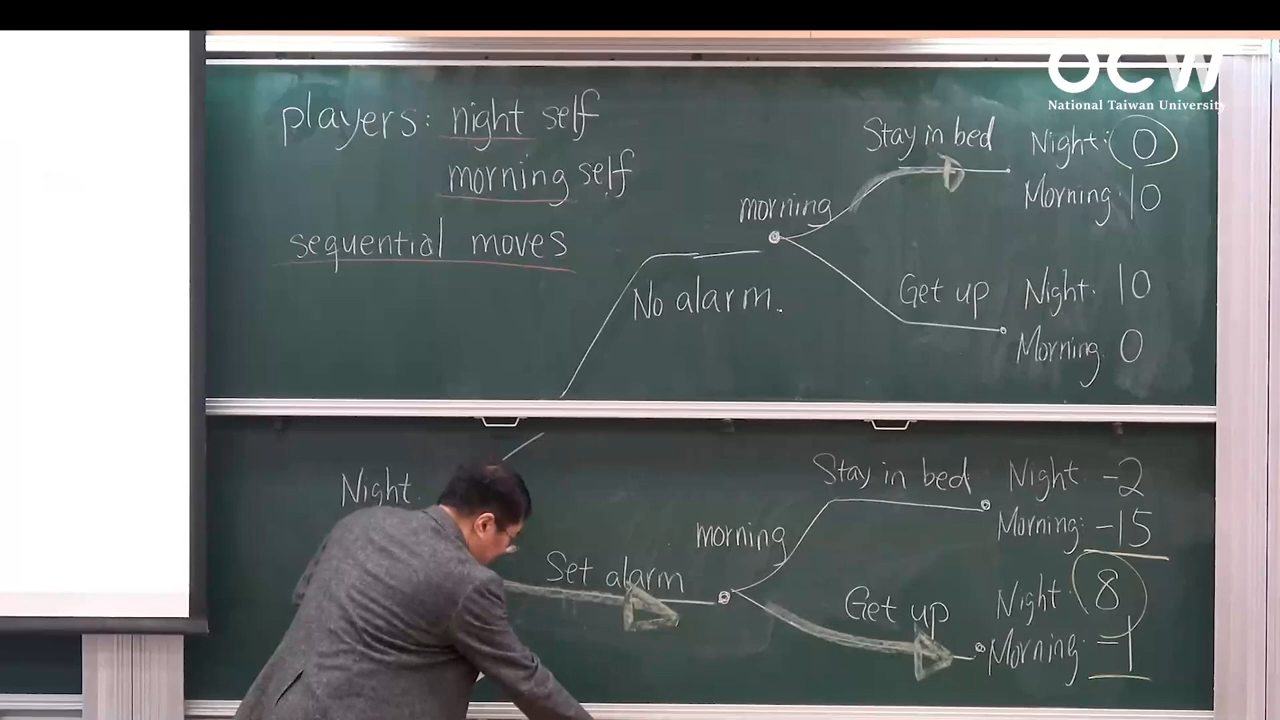 OCW
National Taiwan University
players: night self
morning self
sequential moves
morning
Stay in bed
Night: 0
Morning: 10
No alarm.
Get up
Night: 10
Morning. 0
Night.
Set alarm
morning
Stay in bed
Night -2
Morning: -15
Get up
Night: 8
Morning: -1